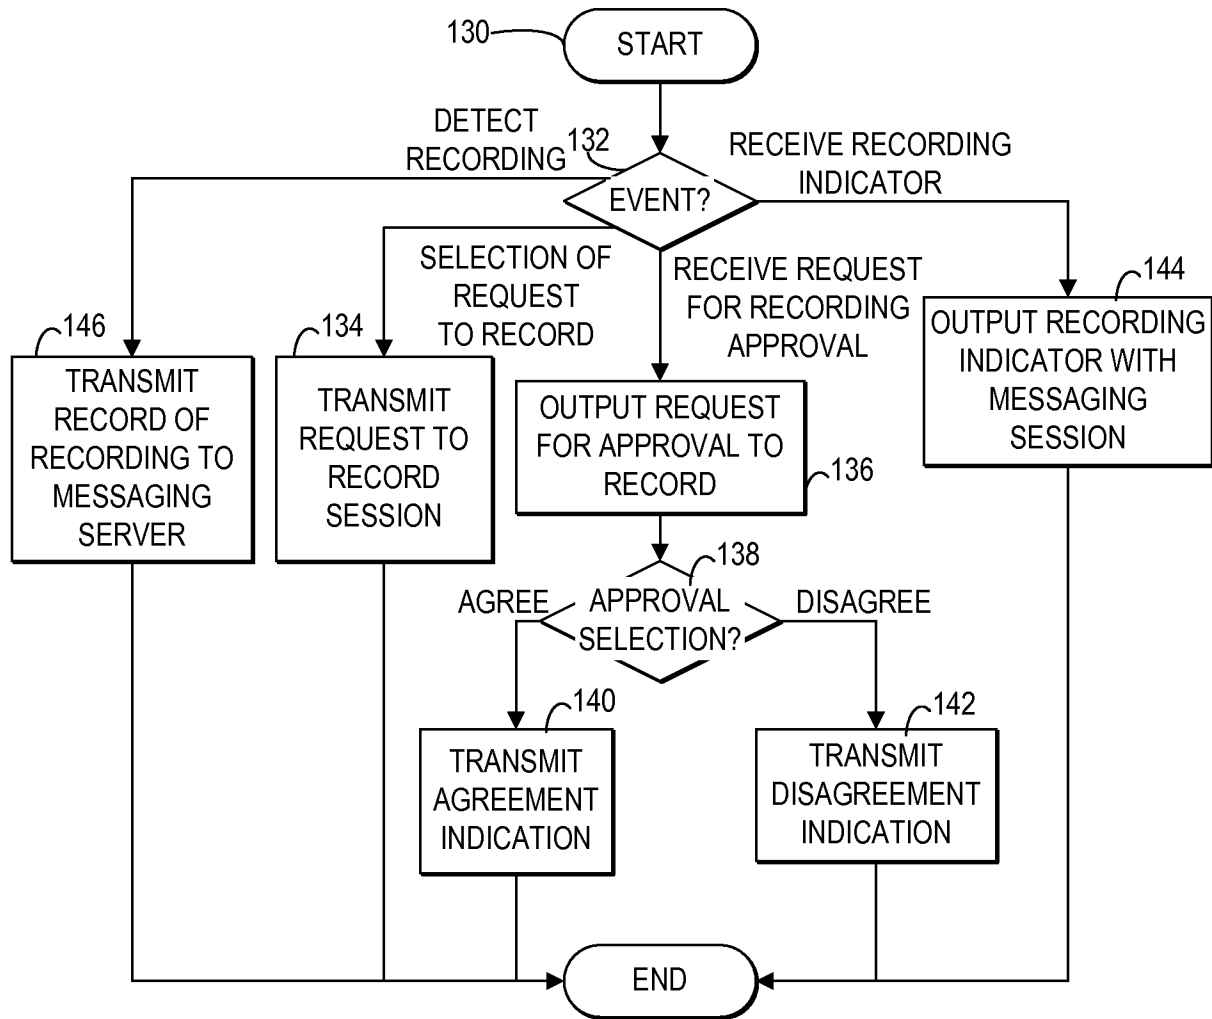 130
START
DETECT
RECORDING
132
EVENT?
RECEIVE RECORDING
INDICATOR
SELECTION OF
REQUEST
TO RECORD
RECEIVE REQUEST
FOR RECORDING
APPROVAL
146
TRANSMIT
RECORD OF
RECORDING TO
MESSAGING
SERVER
134
TRANSMIT
REQUEST TO
RECORD
SESSION
OUTPUT REQUEST
FOR APPROVAL TO
RECORD
136
144
OUTPUT RECORDING
INDICATOR WITH
MESSAGING
SESSION
138
AGREE
APPROVAL
SELECTION?
DISAGREE
140
TRANSMIT
AGREEMENT
INDICATION
142
TRANSMIT
DISAGREEMENT
INDICATION
END